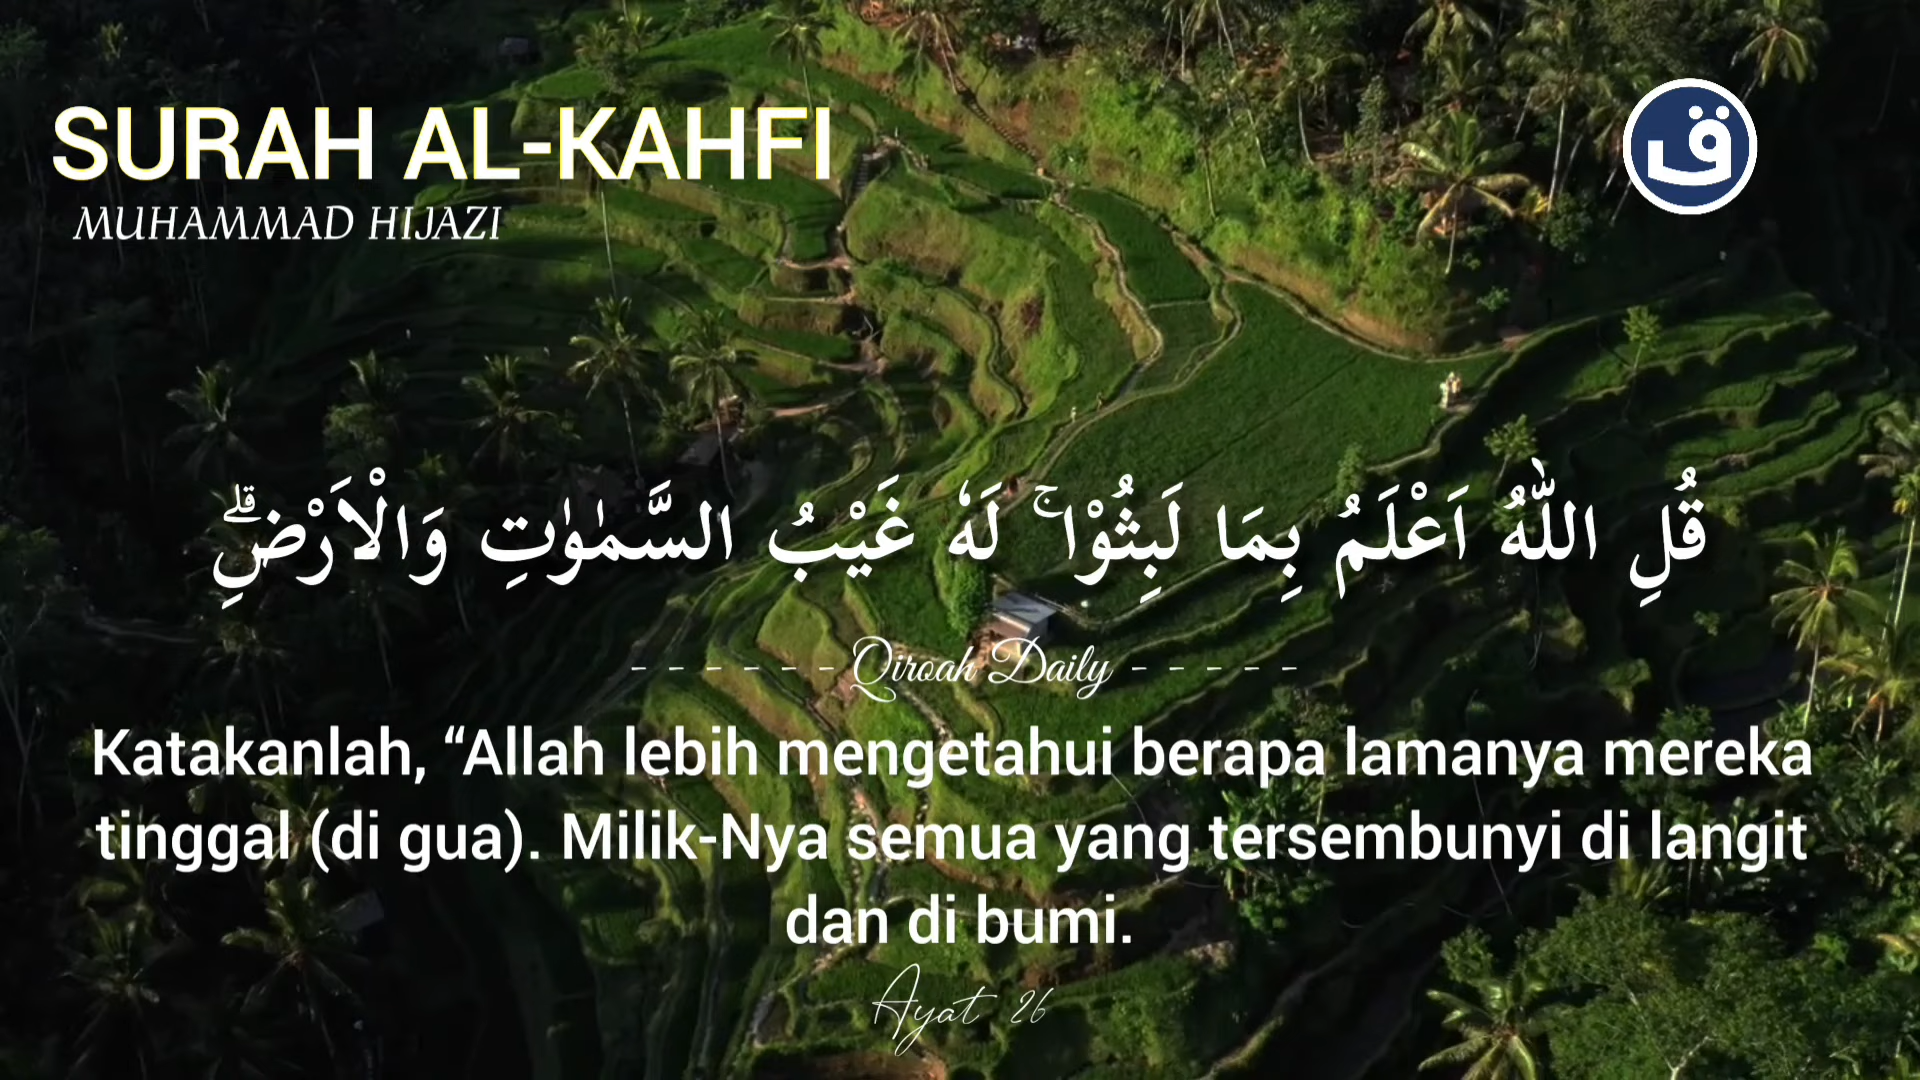 SURAH AL-KAHFI
MUHAMMAD HIJAZI
ق
قُلِ اللّٰهُ اَعْلَمُ بِمَا لَبِثُوْا ۚ لَهٗ غَيْبُ السَّمٰوٰتِ وَالْاَرْضِۗ
- - - - - - Qiroah Daily - - - - -
Katakanlah, “Allah lebih mengetahui berapa lamanya mereka
tinggal (di gua). Milik-Nya semua yang tersembunyi di langit
dan di bumi.
Ayat 26